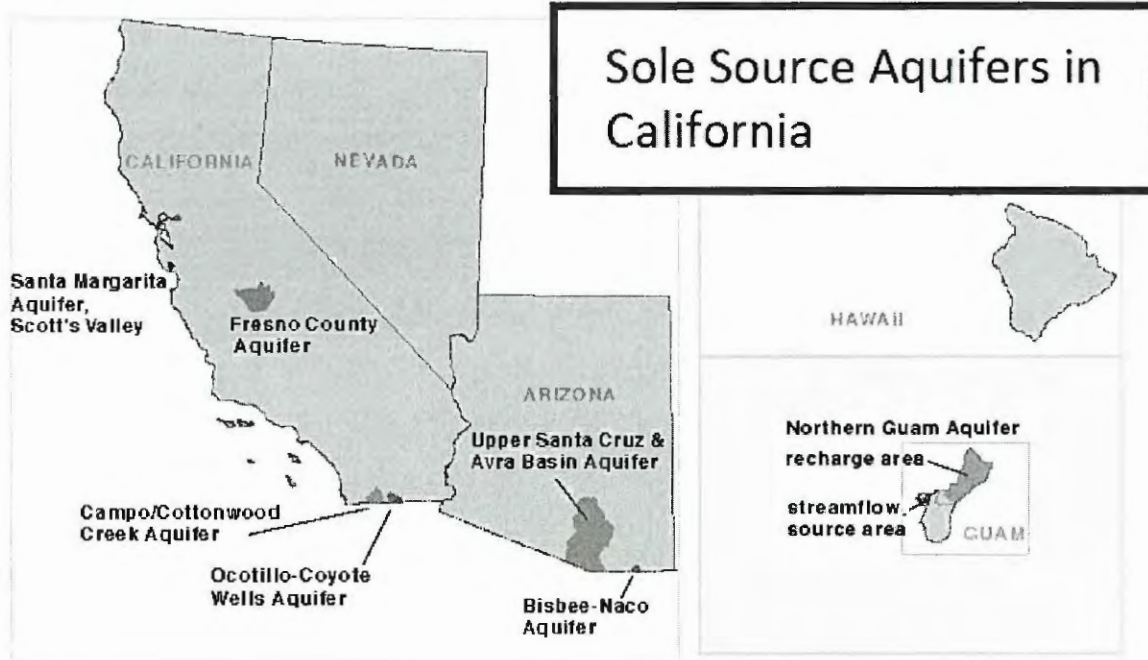 Sole Source Aquifers in
California
CALIFORNIA
NEVADA
Santa Margarita
Aquifer,
Scott's Valley
Fresno County
Aquifer
HAWAII
ARIZONA
Upper Santa Cruz &
Avra Basin Aquifer
Northern Guam Aquifer
recharge area
streamflow
source area
GUAM
Campo/Cottonwood
Creek Aquifer
Ocotillo-Coyote
Wells Aquifer
Bisbee-Naco
Aquifer